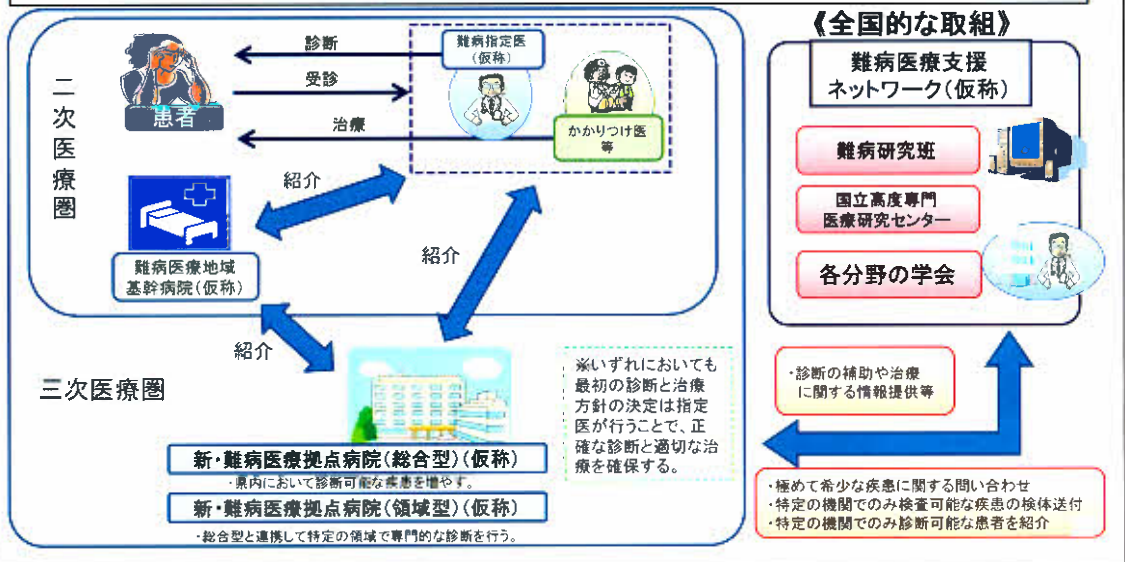 二次医療圏
患者
診断
受診
治療
難病指定医
(仮称)
かかりつけ医
等
紹介
難病医療地域
基幹病院(仮称)
紹介
紹介
三次医療圏
新・難病医療拠点病院(総合型)(仮称)
・県内において診断可能な疾患を増やす。
新・難病医療拠点病院(領域型)(仮称)
・総合型と連携して特定の領域で専門的な診断を行う。
※いずれにおいても
最初の診断と治療
方針の決定は指定
医が行うことで、正
確な診断と適切な治
療を確保する。
《全国的な取組》
難病医療支援
ネットワーク(仮称)
難病研究班
国立高度専門
医療研究センター
各分野の学会
・診断の補助や治療
に関する情報提供等
・極めて希少な疾患に関する問い合わせ
・特定の機関でのみ検査可能な疾患の検体送付
・特定の機関でのみ診断可能な患者を紹介